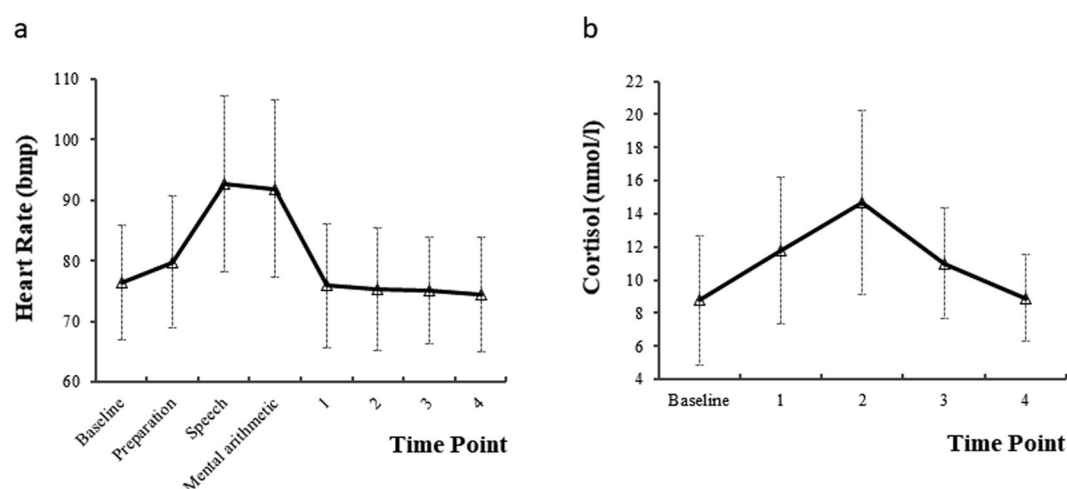 a
110
100
90
80
70
60
Heart Rate (bmp)
Baseline
Preparation
Speech
Mental arithmetic
1
2
3
4
Time Point
b
22
20
18
16
14
12
10
8
6
4
Cortisol (nmol/l)
Baseline
1
2
3
4
Time Point